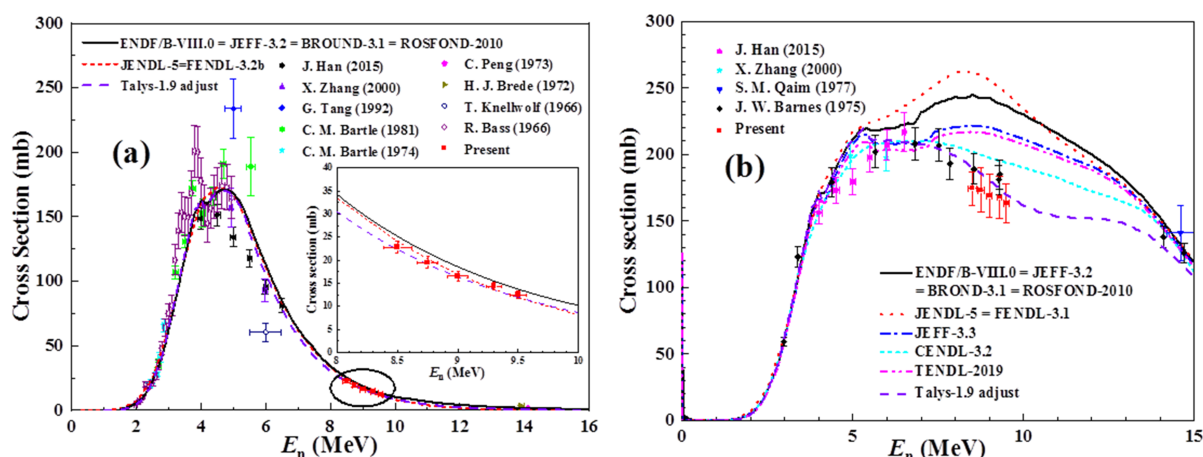 300
250
200
150
100
50
0
Cross Section (mb)
ENDF/B-VIII.0 = JEFF-3.2 = BROUND-3.1 = ROSFOND-2010
JENDL-5=FENDL-3.2b
Talys-1.9 adjust
J. Han (2015)
X. Zhang (2000)
G. Tang (1992)
C. M. Bartle (1981)
C. M. Bartle (1974)
C. Peng (1973)
H. J. Brede (1972)
T. Knellwolf (1966)
R. Bass (1966)
Present
(a)
45
40
35
30
25
20
15
10
5
0
Cross section (mb)
8 8.5 9 9.5 10
En (MeV)
0 2 4 6 8 10 12 14 16
En (MeV)
300
250
200
150
100
50
0
Cross section (mb)
J. Han (2015)
X. Zhang (2000)
S. M. Qaim (1977)
J. W. Barnes (1975)
Present
(b)
ENDF/B-VIII.0 = JEFF-3.2
= BROND-3.1 = ROSFOND-2010
JENDL-5 = FENDL-3.1
JEFF-3.3
CENDL-3.2
TENDL-2019
Talys-1.9 adjust
0 5 10 15
En (MeV)